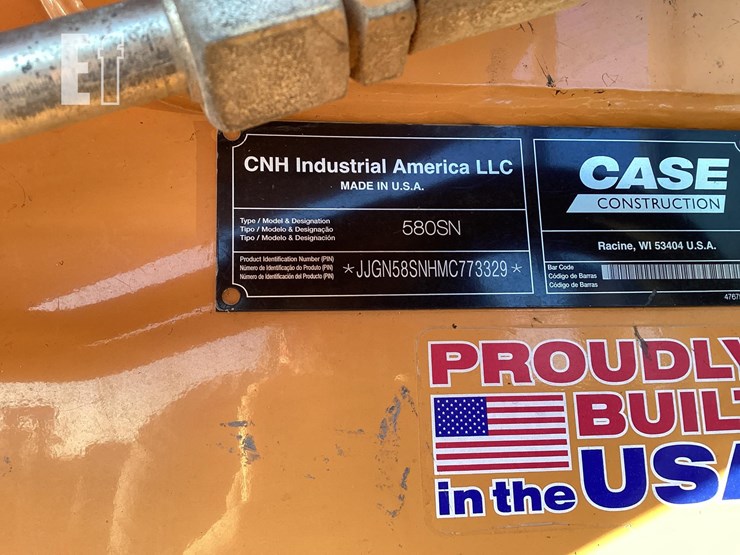 ET
CNH Industrial America LLC
MADE IN U.S.A.
Type / Model & Designation
Tipo / Modelo & Designação
Tipo / Modelo & Designación
580SN
Product Identification Number (PIN)
Número de Identificação do Produto (PIN)
Número de Identificación del Producto (PIN)
*JJGN58SNHMC773329*
CASE
CONSTRUCTION
Racine, WI 53404 U.S.A.
Bar Code
Código de Barras
Código de Barras
PROUDLY
BUILT
in the USA